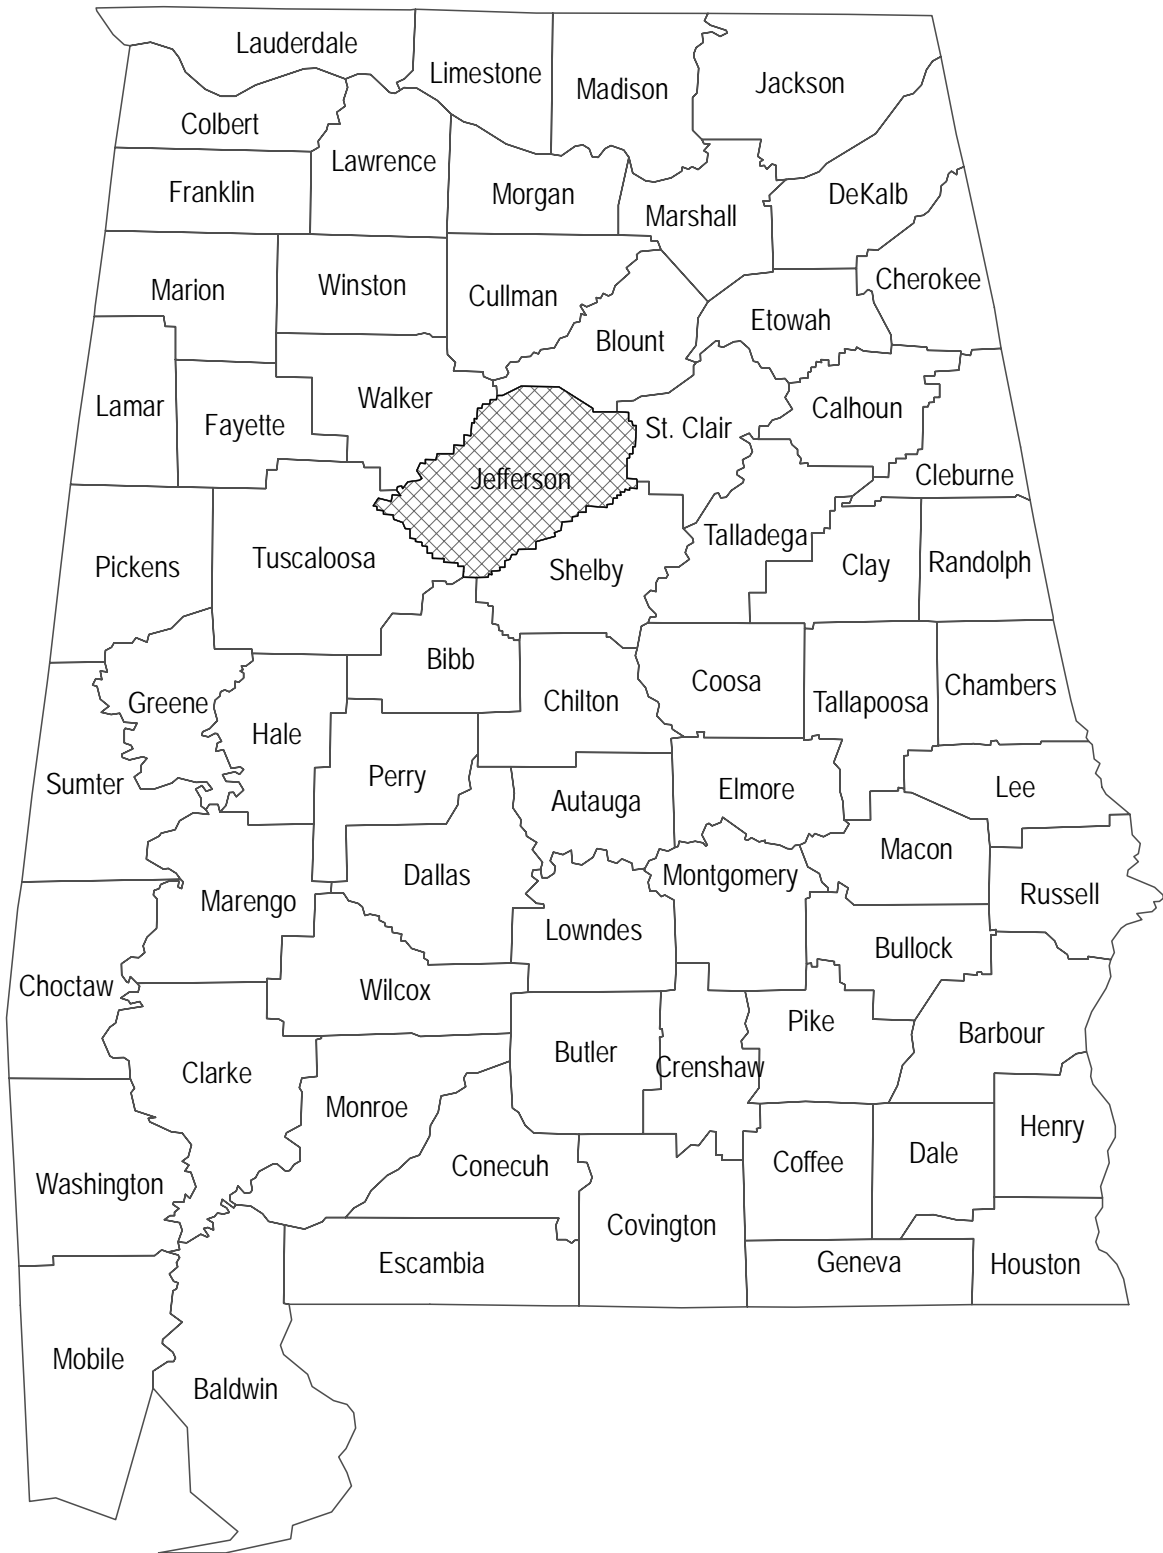 Lauderdale
Limestone
Madison
Jackson
Colbert
Lawrence
Franklin
Morgan
DeKalb
Marshall
Cherokee
Marion
Winston
Cullman
Etowah
Blount
Walker
Lamar
Fayette
Calhoun
St. Clair
Jefferson
Cleburne
Talladega
Tuscaloosa
Pickens
Shelby
Clay
Randolph
Bibb
Coosa
Chambers
Greene
Chilton
Tallapoosa
Hale
Perry
Sumter
Elmore
Lee
Autauga
Macon
Dallas
Montgomery
Russell
Marengo
Lowndes
Bullock
Choctaw
Wilcox
Pike
Barbour
Butler
Crenshaw
Clarke
Monroe
Henry
Dale
Coffee
Conecuh
Washington
Covington
Escambia
Geneva
Houston
Mobile
Baldwin